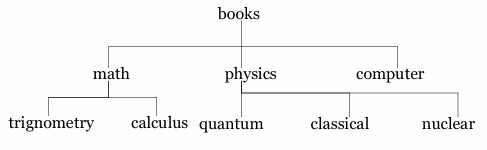 books
math physics computer
trignometry calculus quantum classical nuclear